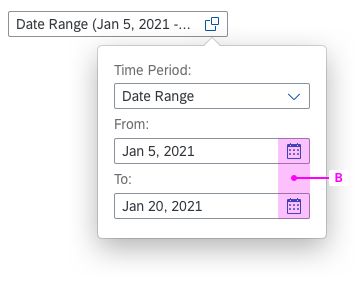 Date Range (Jan 5, 2021 -...
Time Period:
Date Range
From:
Jan 5, 2021
To:
B
Jan 20, 2021